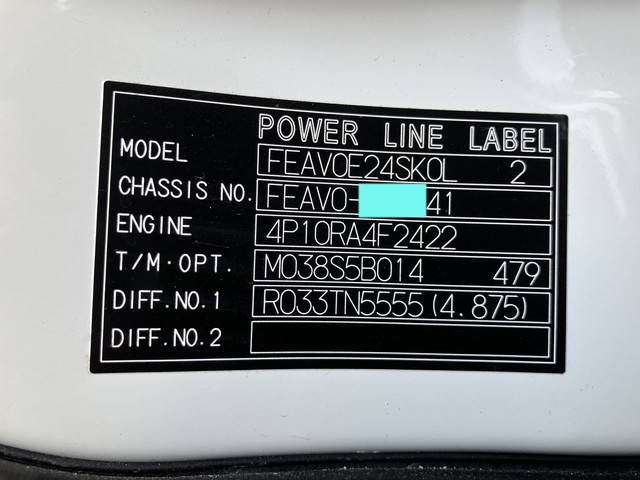 POWER LINE LABEL
MODEL FEAV0E24SK0L 2
CHASSIS NO. FEAV0- 41
ENGINE 4P10RA4F2422
T/M·OPT. M038S5B014 479
DIFF.NO.1 R033TN5555(4.875)
DIFF.NO.2